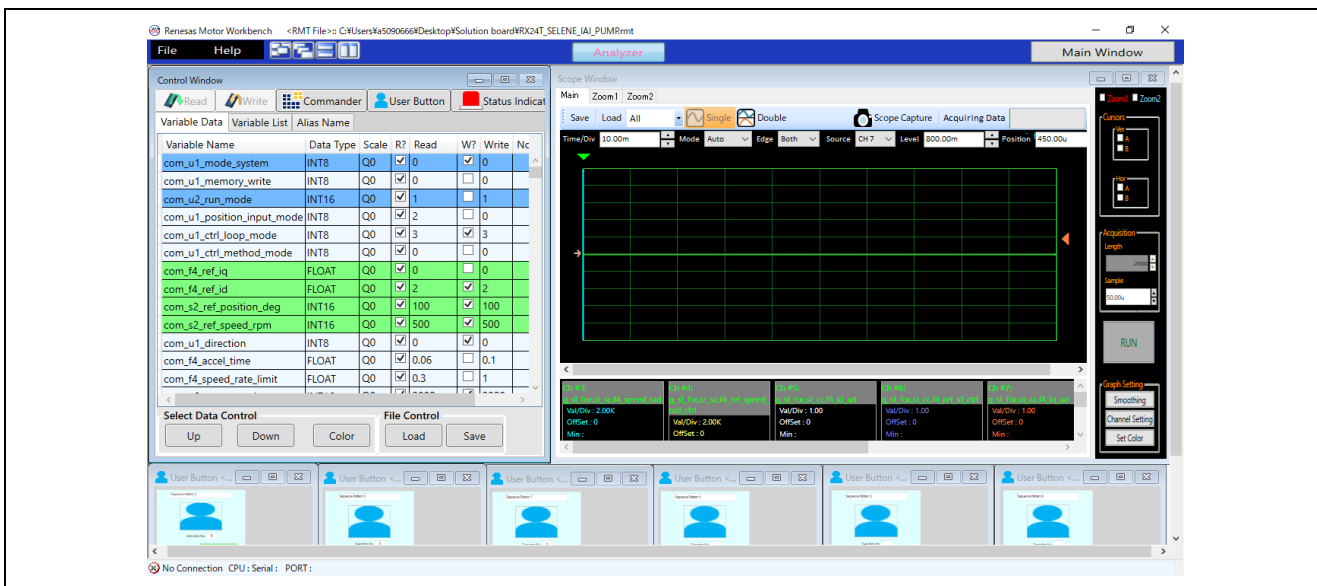 Renesas Motor Workbench <RMT File>:: C:¥Users¥a5090666¥Desktop¥Solution board¥RX24T_SELENE_IAI_PUMP.rmt
File Help Analyzer Main Window
Control Window
Read Write Commander User Button Status Indicat
Variable Data Variable List Alias Name
Variable Name Data Type Scale R? Read W? Write Nc
com_u1_mode_system INT8 Q0 0 0
com_u1_memory_write INT8 Q0 0 0
com_u2_run_mode INT16 Q0 1 1
com_u1_position_input_mode INT8 Q0 2 0
com_u1_ctrl_loop_mode INT8 Q0 3 3
com_u1_ctrl_method_mode INT8 Q0 0 0
com_f4_ref_iq FLOAT Q0 0 0
com_f4_ref_id FLOAT Q0 2 2
com_s2_ref_position_deg INT16 Q0 100 100
com_s2_ref_speed_rpm INT16 Q0 500 500
com_u1_direction INT8 Q0 0 0
com_f4_accel_time FLOAT Q0 0.06 0.1
com_f4_speed_rate_limit FLOAT Q0 0.3 1
Select Data Control File Control
Up Down Color Load Save
Scope Window
Main Zoom1 Zoom2
Save Load All Single Double Scope Capture Acquiring Data
Time/Div 10.00m Mode Auto Edge Both Source CH7 Level 800.00m Position 450.00u
Zoom1 Zoom2
Cursors
Ver
A
B
Hor
A
B
Acquisition
Length
2000
Sample
50.00u
RUN
Graph Setting
Smoothing
Channel Setting
Set Color
Ch #4: Ch #5: Ch #6: Ch #7:
Val/Div : 2.00K Val/Div : 2.00K Val/Div : 1.00 Val/Div : 1.00 Val/Div : 1.00
OffSet : 0 OffSet : 0 OffSet : 0 OffSet : 0 OffSet : 0
Min : Min : Min : Min :
User Button <... User Button <... User Button <... User Button <... User Button <... User Button <...
No Connection CPU : Serial : PORT :